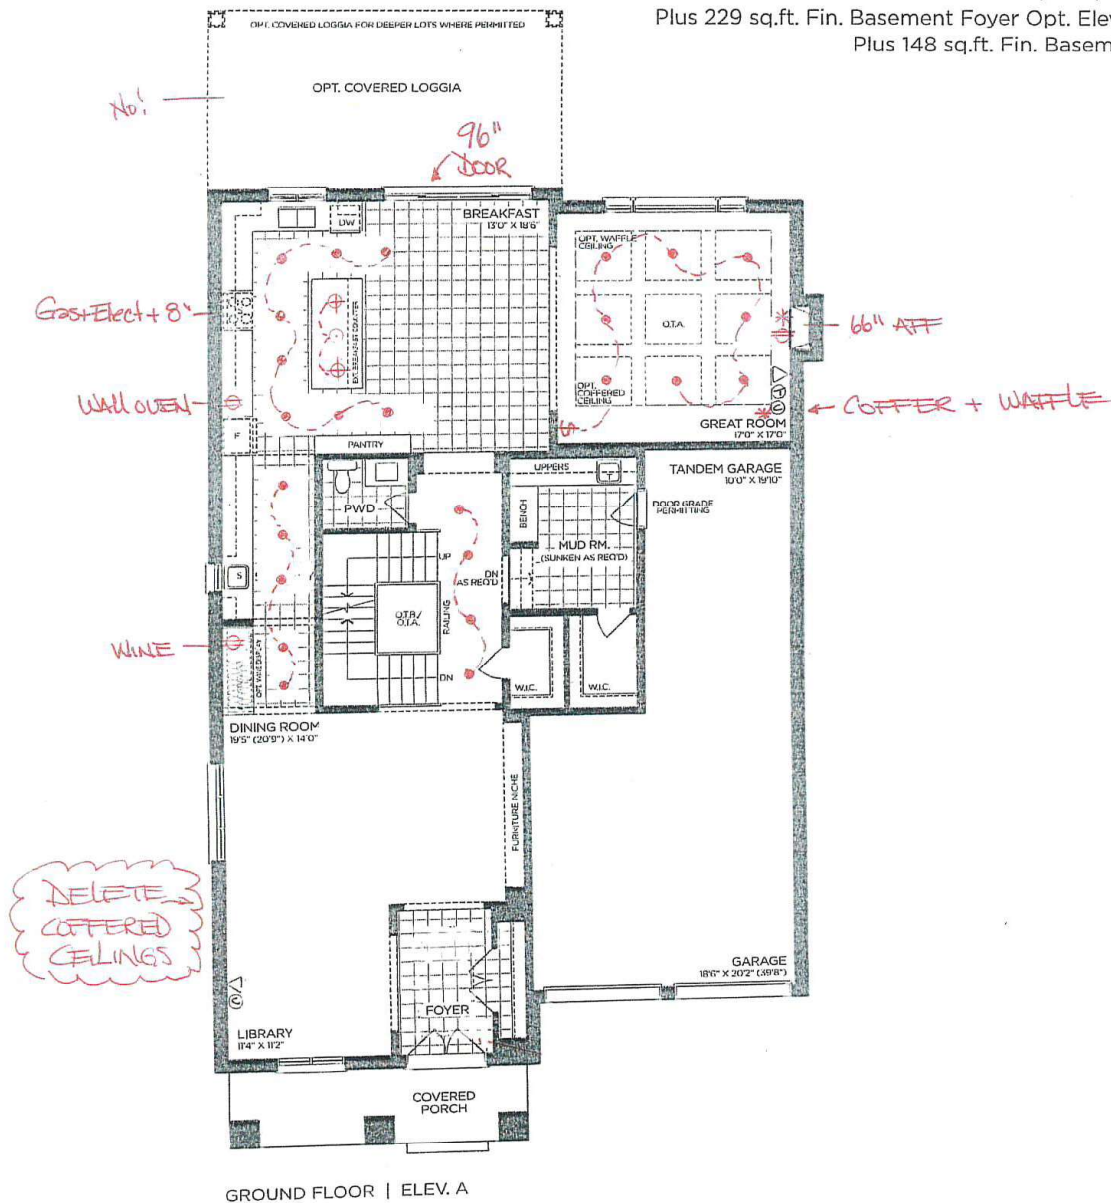 Plus 229 sq.ft. Fin. Basement Foyer Opt. Elev
Plus 148 sq.ft. Fin. Basem
OPT. COVERED LOGGIA FOR DEEPER LOTS WHERE PERMITTED
OPT. COVERED LOGGIA
No!
96"
DOOR
BREAKFAST
13'0" X 18'6"
DW
OPT. WAFFLE
CEILING
Gas+Elect + 8"
EXT. BREAKFAST COUNTER
O.T.A.
66" AFF
WALL OVEN
F
OPT.
COFFERED
CEILING
COFFER + WAFFLE
GREAT ROOM
17'0" X 17'0"
PANTRY
UPPERS
T
TANDEM GARAGE
10'0" X 19'10"
PWD
BENCH
DOOR GRADE
PERMITTING
MUD RM.
(SUNKEN AS REQ'D)
UP
DN
AS REQ'D
S
O.T.B./
O.T.A.
RAILING
WINE
OPT. WINE DISPLAY
DN
W.I.C.
W.I.C.
DINING ROOM
19'5" (20'9") X 14'0"
FURNITURE NICHE
DELETE
COFFERED
CEILINGS
GARAGE
18'6" X 20'2" (39'8")
FOYER
LIBRARY
11'4" X 11'2"
COVERED
PORCH
GROUND FLOOR | ELEV. A